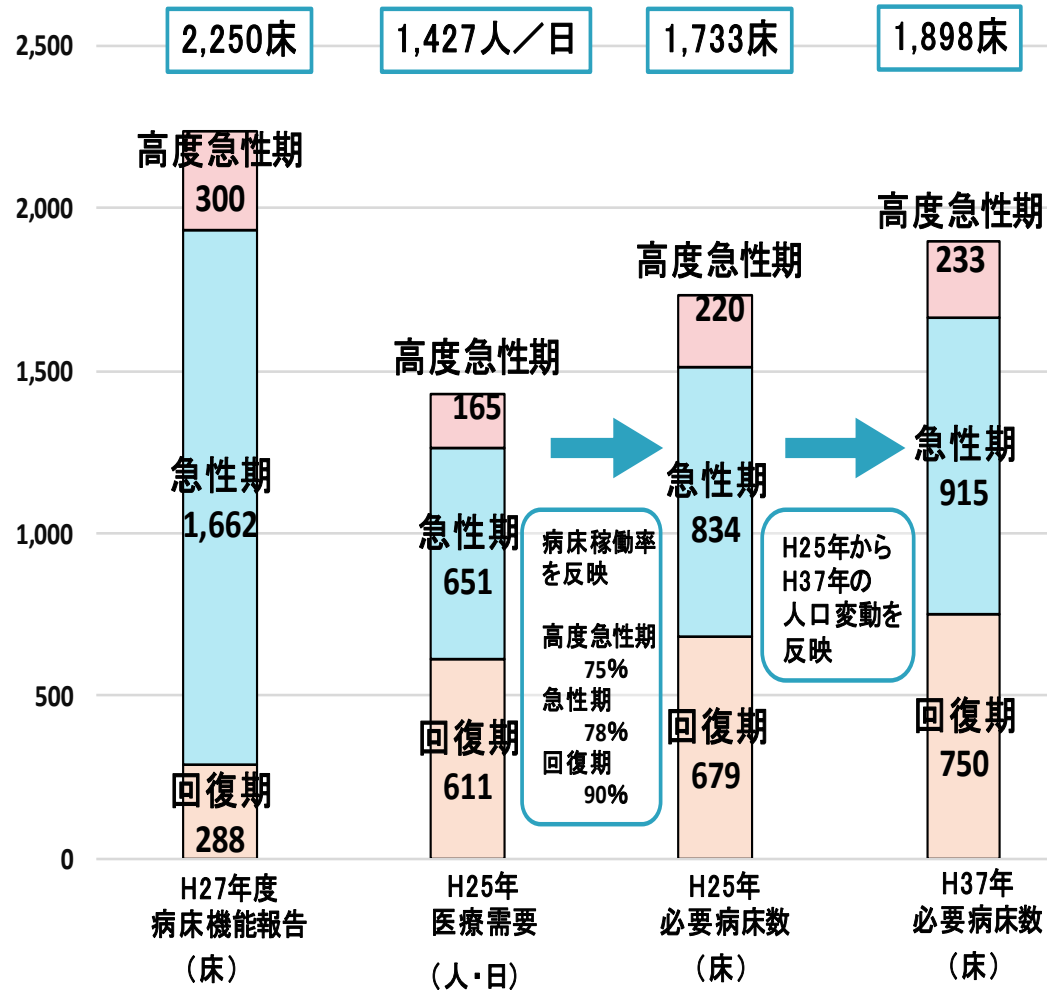 2,250床
1,427人／日
1,733床
1,898床
2,500
2,000
1,500
1,000
500
0
高度急性期
300
急性期
1,662
回復期
288
高度急性期
165
急性期
651
回復期
611
病床稼働率
を反映
高度急性期
75%
急性期
78%
回復期
90%
高度急性期
220
急性期
834
回復期
679
H25年から
H37年の
人口変動を
反映
高度急性期
233
急性期
915
回復期
750
H27年度
病床機能報告
（床）
H25年
医療需要
（人・日）
H25年
必要病床数
（床）
H37年
必要病床数
（床）